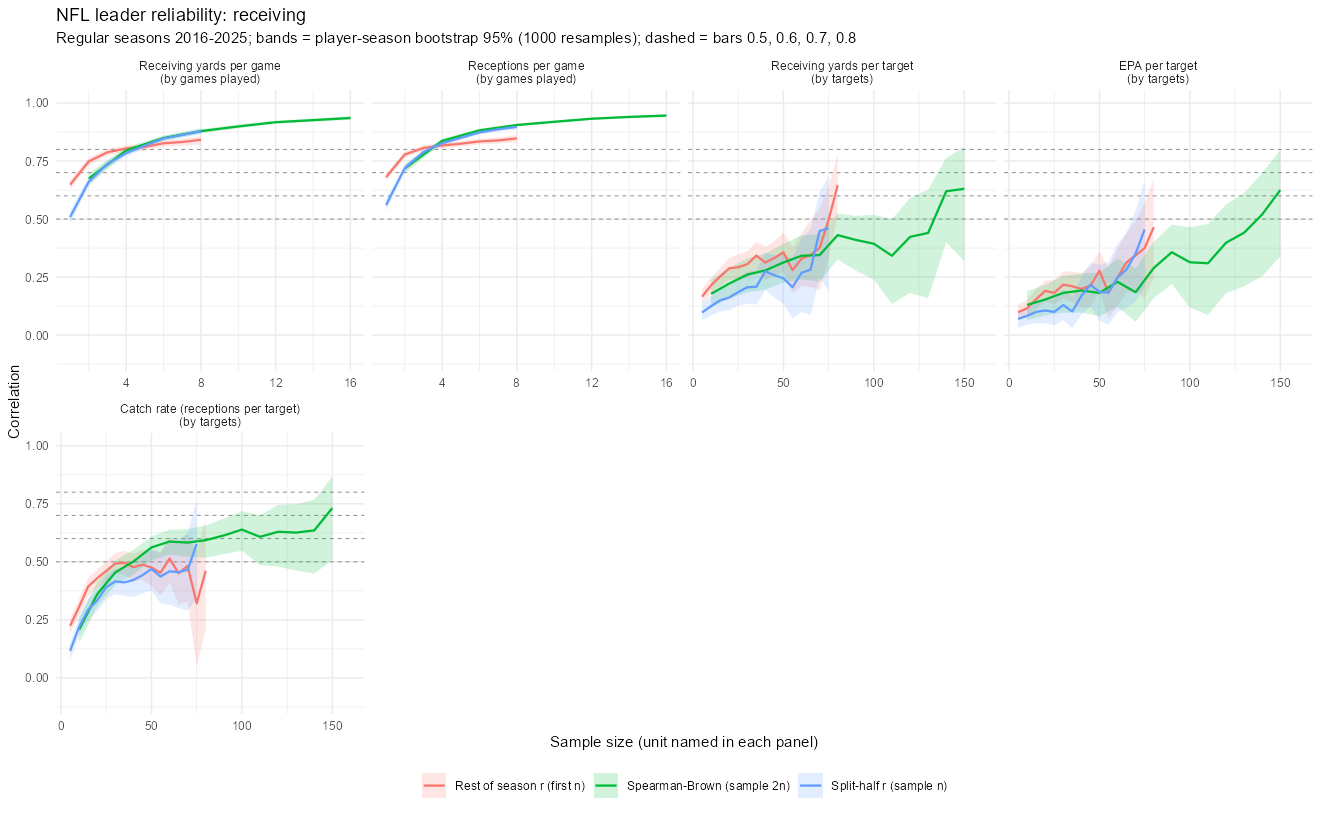 NFL leader reliability: receiving
Regular seasons 2016-2025; bands = player-season bootstrap 95% (1000 resamples); dashed = bars 0.5, 0.6, 0.7, 0.8
Receiving yards per game
(by games played)
Receptions per game
(by games played)
Receiving yards per target
(by targets)
EPA per target
(by targets)
1.00
0.75
0.50
0.25
0.00
4 8 12 16
4 8 12 16
0 50 100 150
0 50 100 150
Correlation
Catch rate (receptions per target)
(by targets)
1.00
0.75
0.50
0.25
0.00
0 50 100 150
Sample size (unit named in each panel)
Rest of season r (first n) Spearman-Brown (sample 2n) Split-half r (sample n)